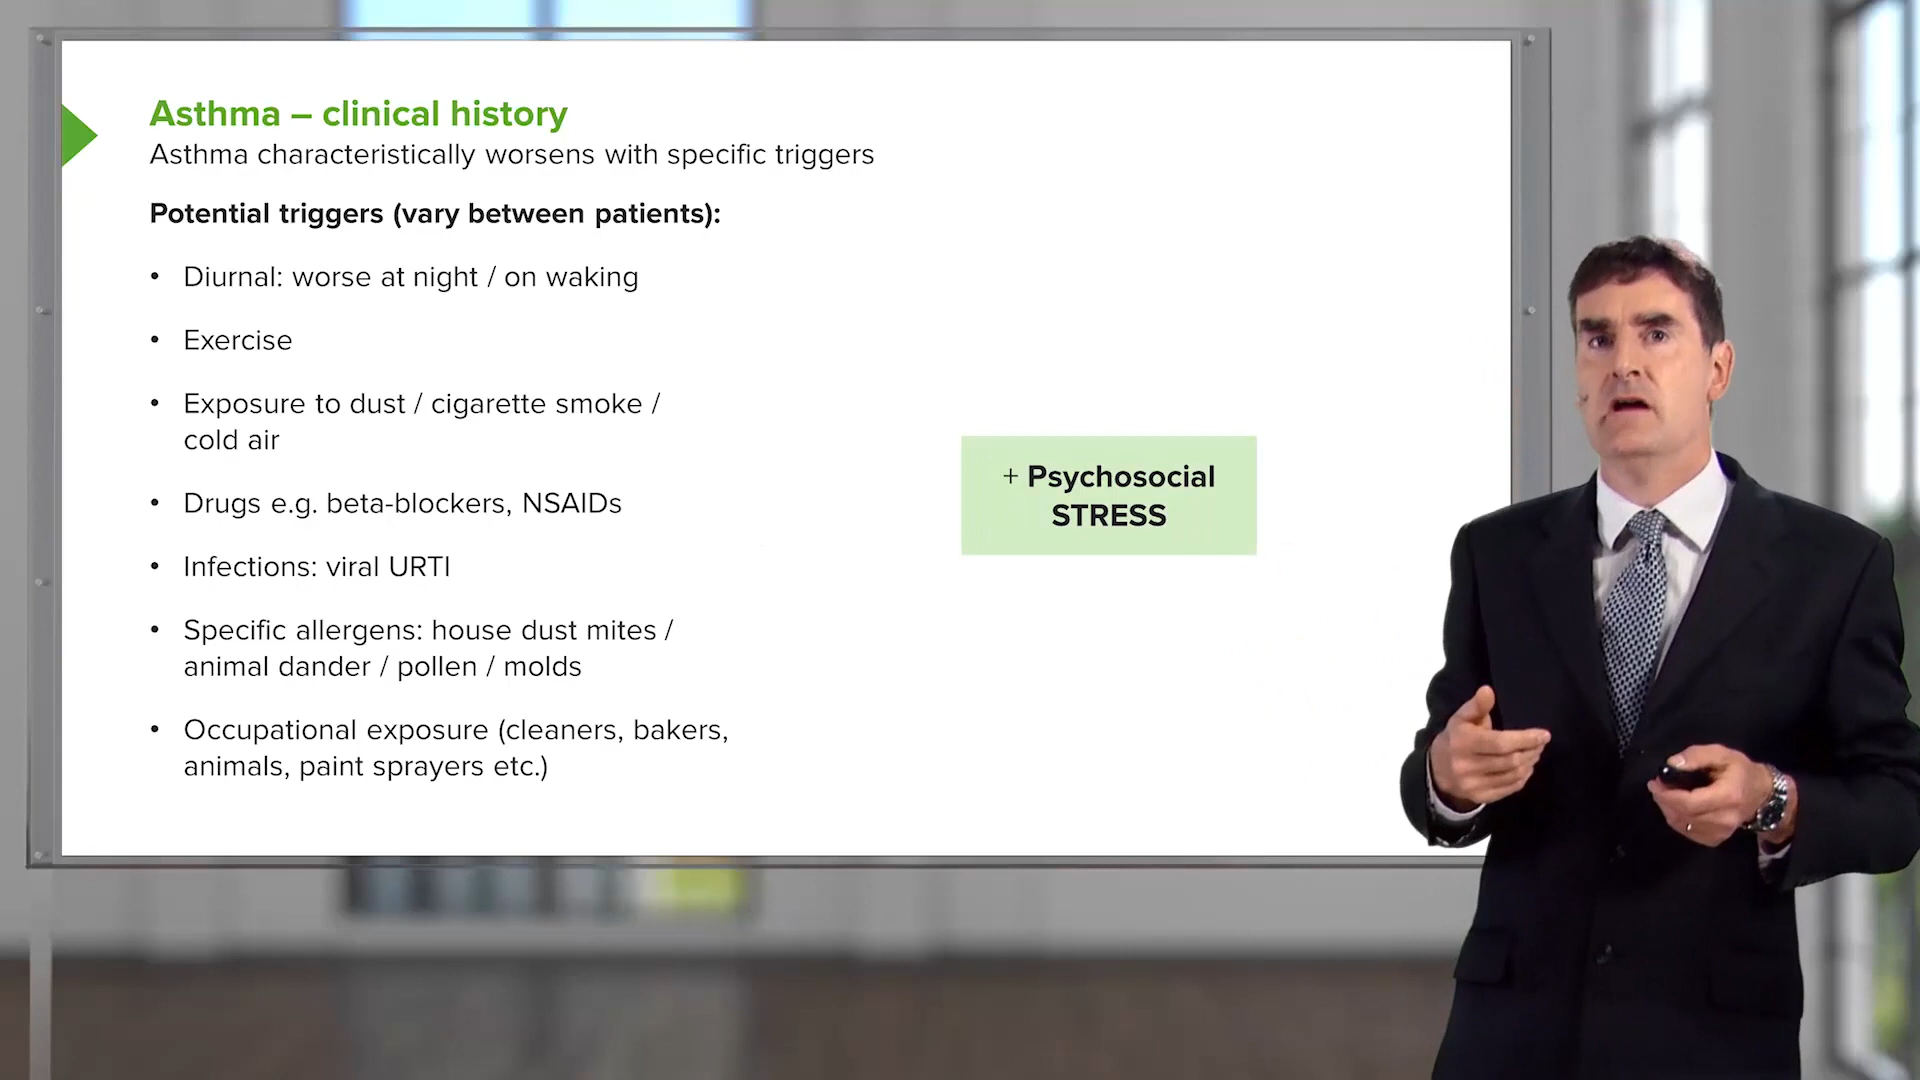 Asthma – clinical history
Asthma characteristically worsens with specific triggers
Potential triggers (vary between patients):
• Diurnal: worse at night / on waking
• Exercise
• Exposure to dust / cigarette smoke /
cold air
• Drugs e.g. beta-blockers, NSAIDs
• Infections: viral URTI
• Specific allergens: house dust mites /
animal dander / pollen / molds
• Occupational exposure (cleaners, bakers,
animals, paint sprayers etc.)
+ Psychosocial
STRESS